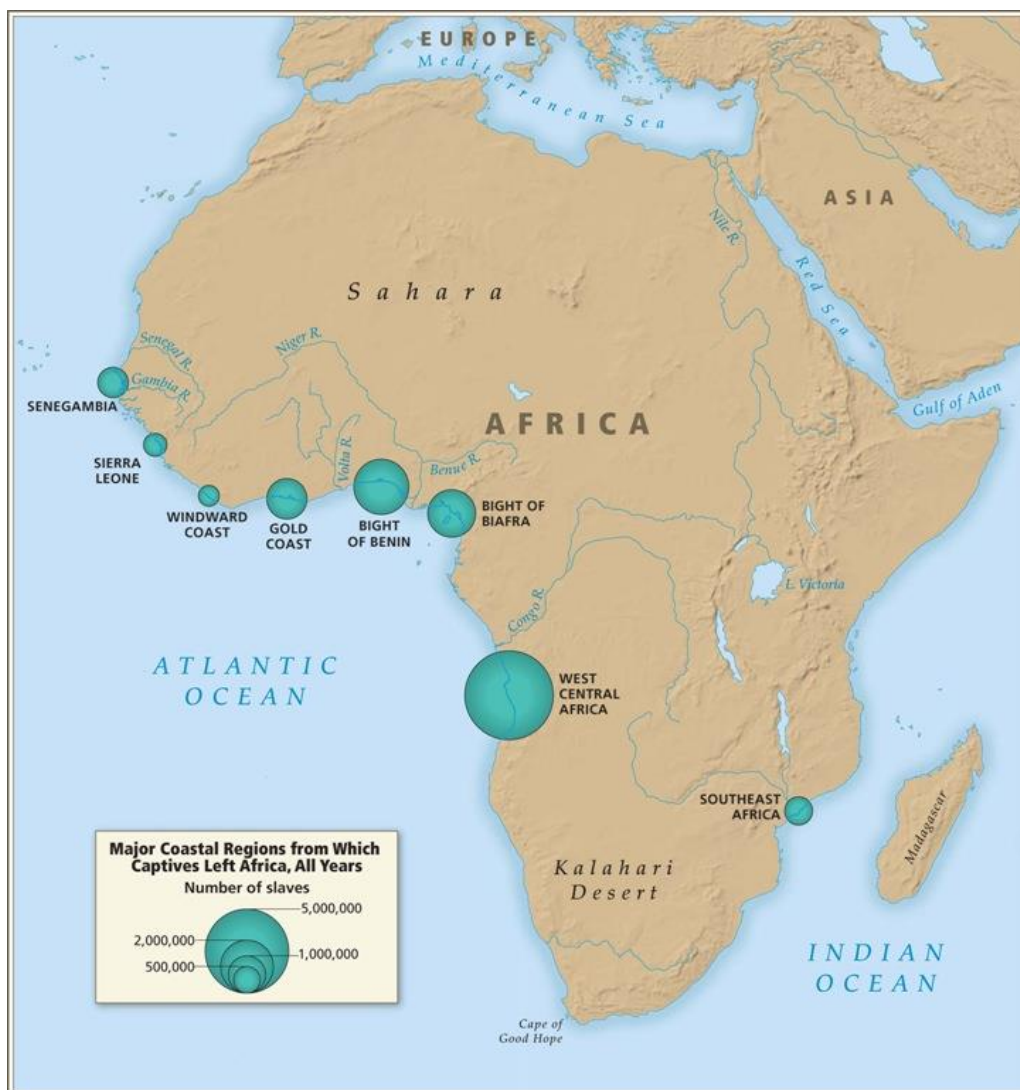 EUROPE
Mediterranean Sea
ASIA
Nile R.
Red Sea
Sahara
Senegal R.
Niger R.
Gambia R.
SENEGAMBIA
Gulf of Aden
AFRICA
Volta R.
Benue R.
SIERRA
LEONE
WINDWARD
COAST
GOLD
COAST
BIGHT
OF BENIN
BIGHT OF
BIAFRA
L. Victoria
Congo R.
ATLANTIC
OCEAN
WEST
CENTRAL
AFRICA
SOUTHEAST
AFRICA
Madagascar
Kalahari
Desert
Major Coastal Regions from Which
Captives Left Africa, All Years
Number of slaves
5,000,000
2,000,000
1,000,000
500,000
INDIAN
OCEAN
Cape of
Good Hope